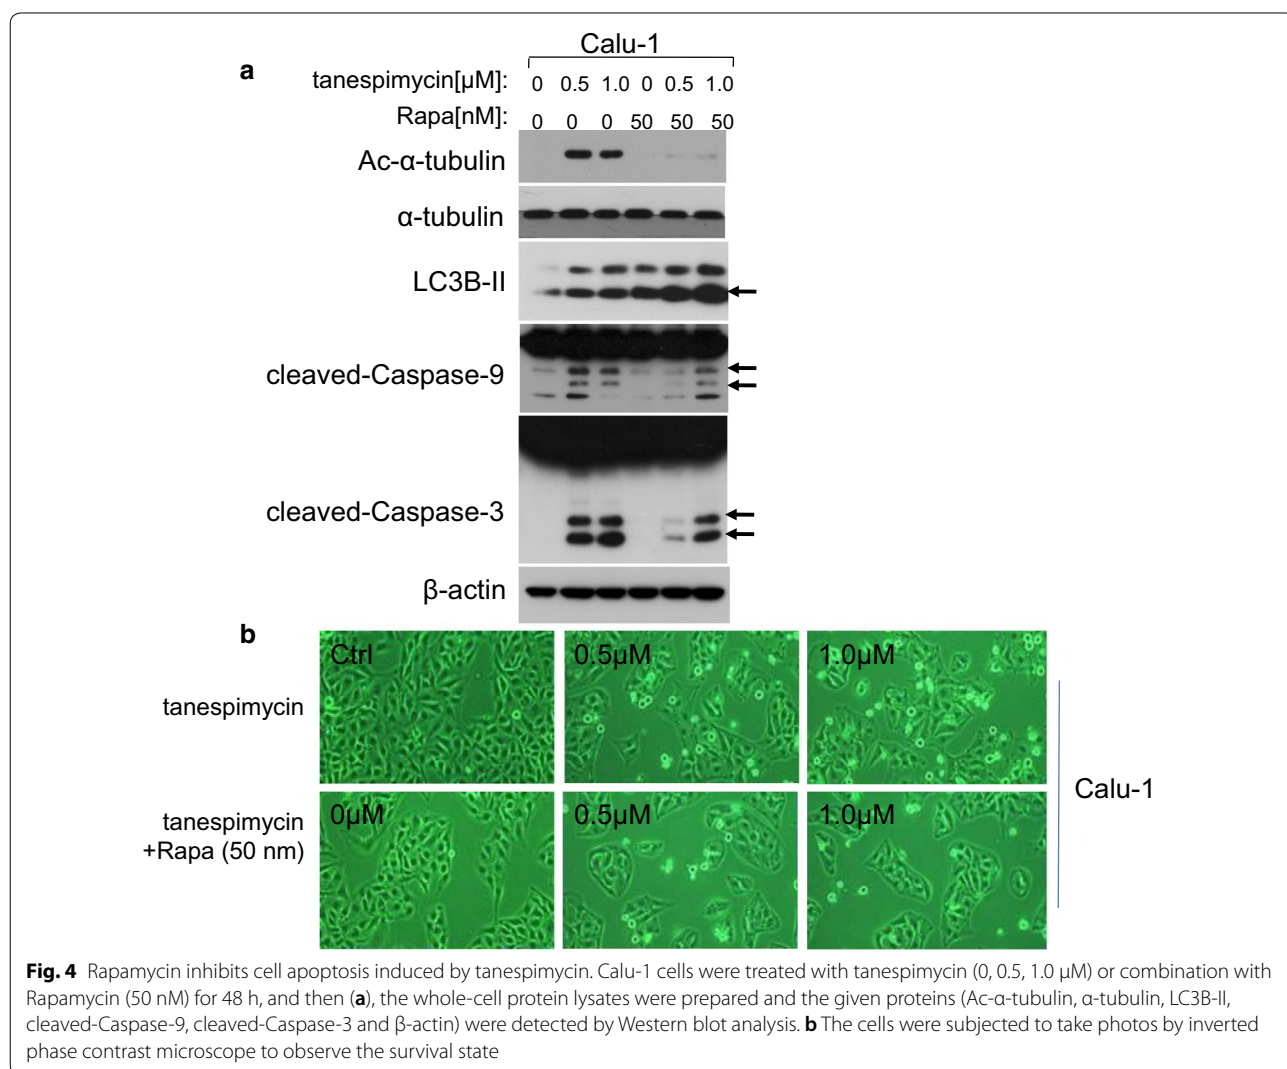 Calu-1
a
tanespimycin[µM]: 0 0.5 1.0 0 0.5 1.0
Rapa[nM]: 0 0 0 50 50 50
Ac-α-tubulin
α-tubulin
LC3B-II
cleaved-Caspase-9
cleaved-Caspase-3
β-actin
b
Ctrl 0.5µM 1.0µM
tanespimycin
0µM 0.5µM 1.0µM
tanespimycin
+Rapa (50 nm)
Calu-1
Fig. 4 Rapamycin inhibits cell apoptosis induced by tanespimycin. Calu-1 cells were treated with tanespimycin (0, 0.5, 1.0 µM) or combination with
Rapamycin (50 nM) for 48 h, and then (a), the whole-cell protein lysates were prepared and the given proteins (Ac-α-tubulin, α-tubulin, LC3B-II,
cleaved-Caspase-9, cleaved-Caspase-3 and β-actin) were detected by Western blot analysis. b The cells were subjected to take photos by inverted
phase contrast microscope to observe the survival state